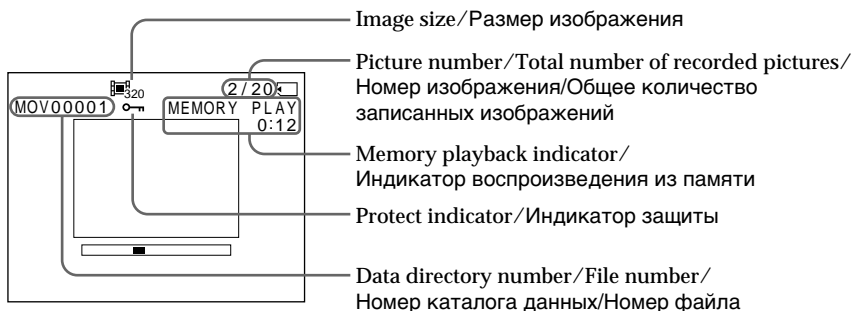 Image size/Размер изображения
Picture number/Total number of recorded pictures/
Номер изображения/Общее количество
записанных изображений
320
2/20
MOV00001
MEMORY PLAY
0:12
Memory playback indicator/
Индикатор воспроизведения из памяти
Protect indicator/Индикатор защиты
Data directory number/File number/
Номер каталога данных/Номер файла